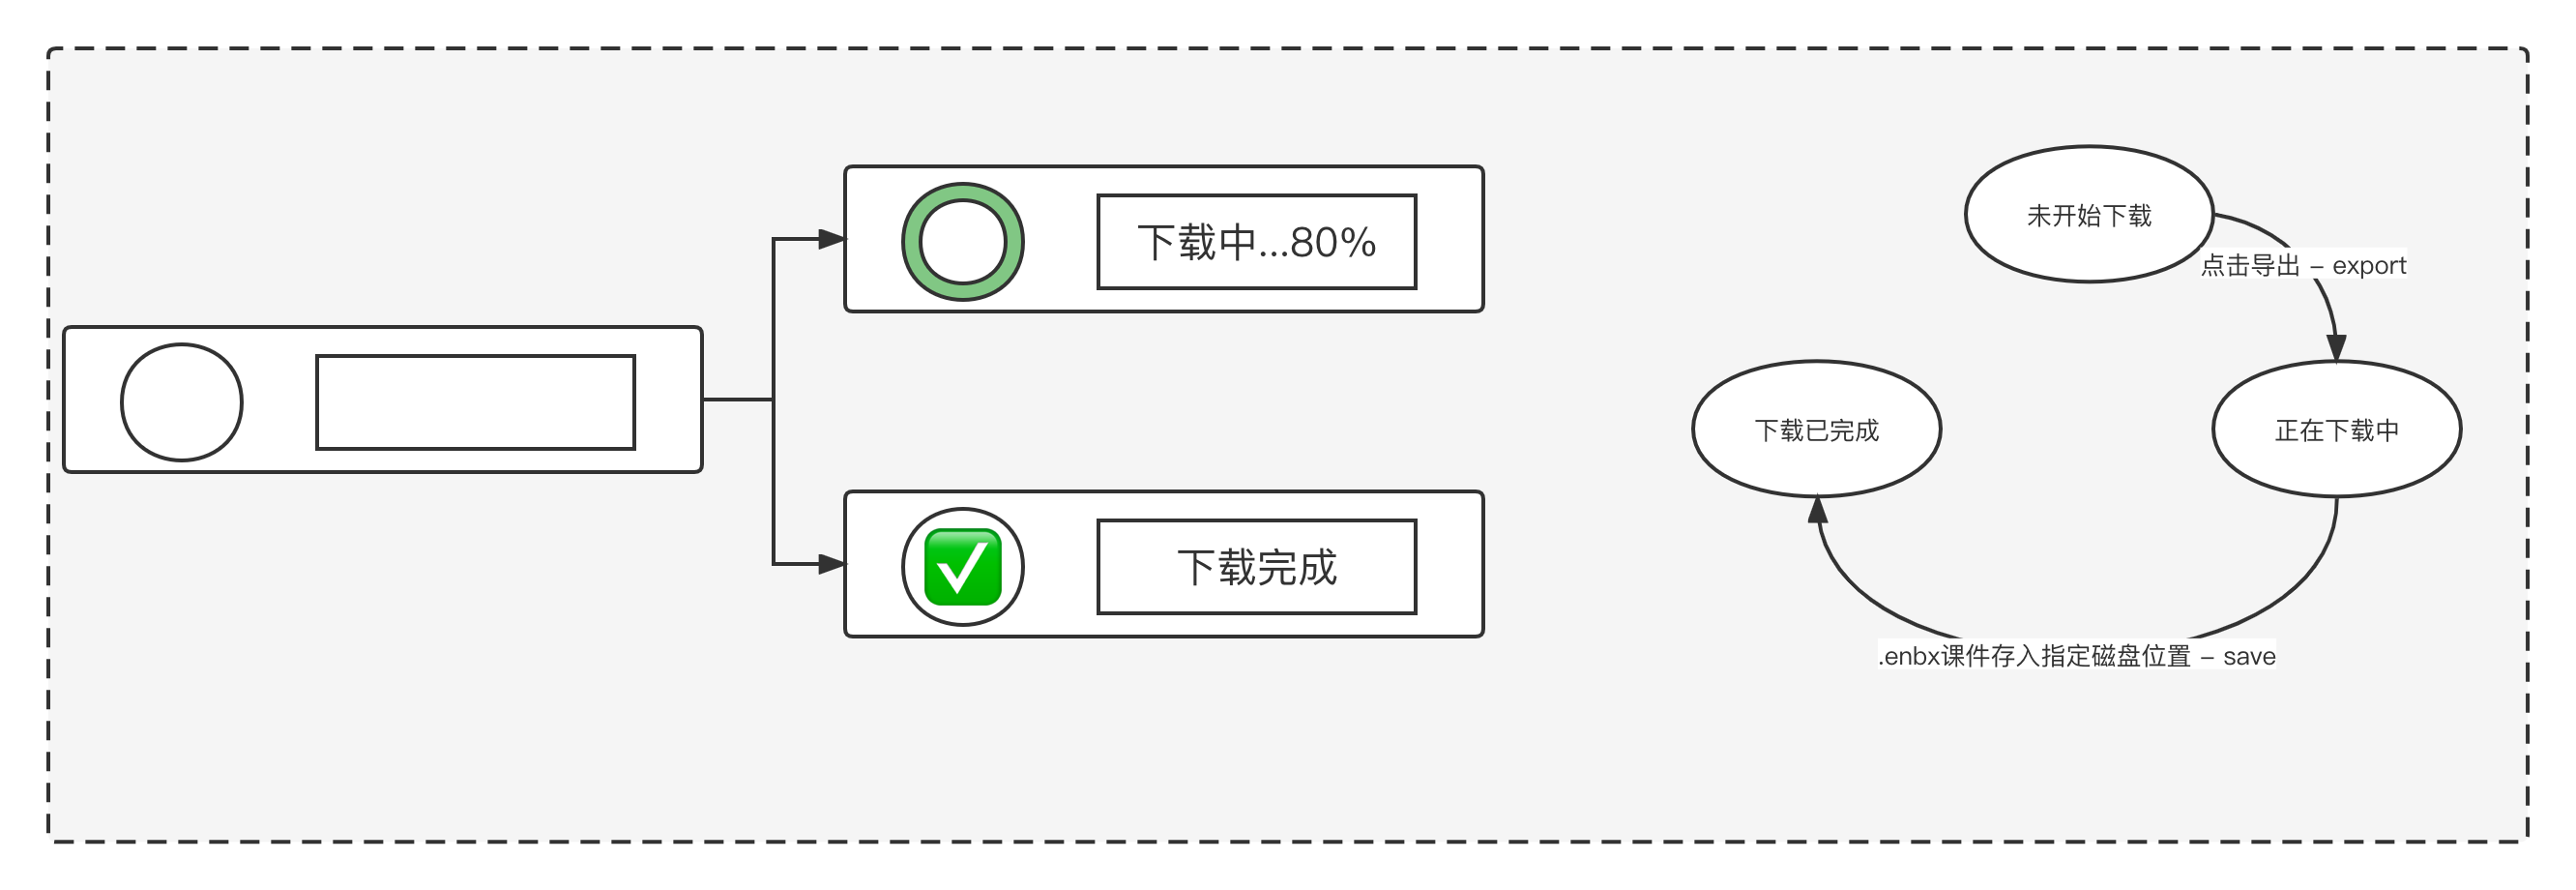 下载中...80%
下载完成
未开始下载
点击导出 – export
下载已完成
正在下载中
.enbx课件存入指定磁盘位置 – save